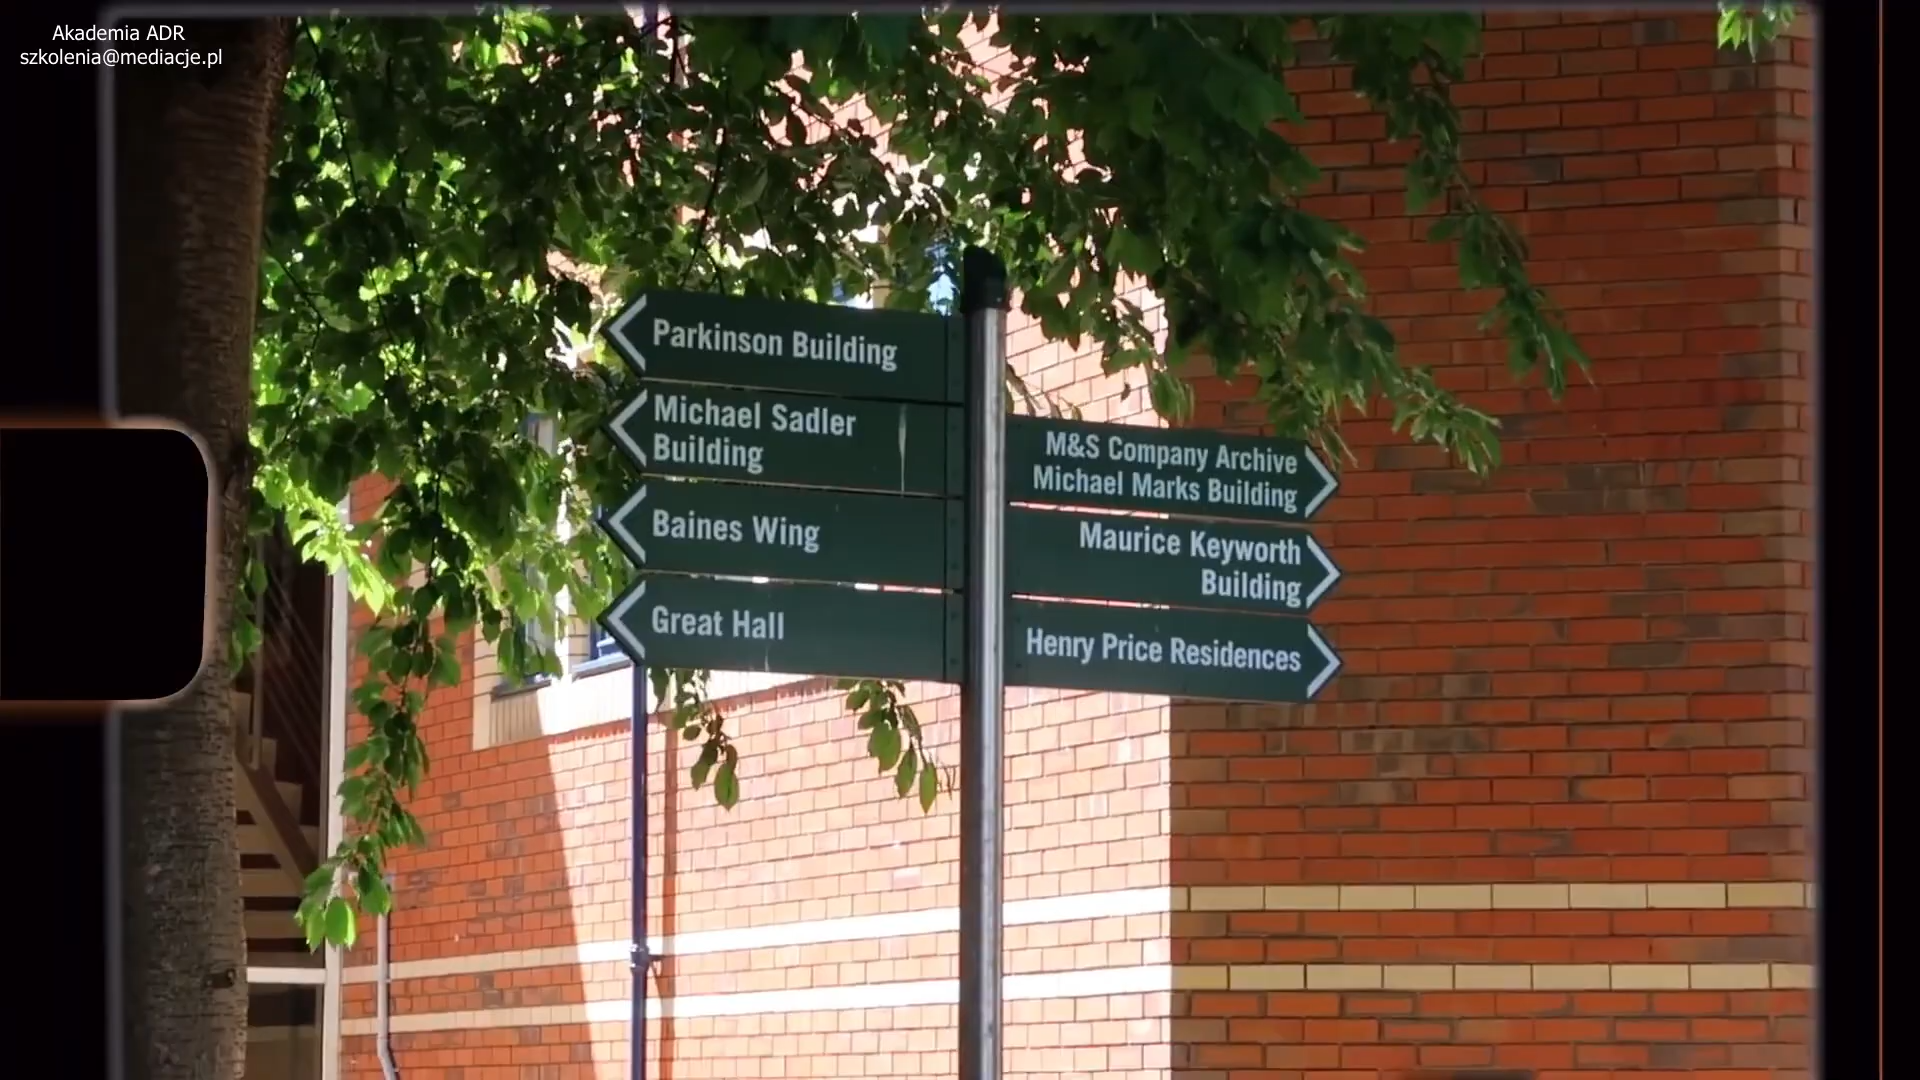 Akademia ADR
szkolenia@mediacje.pl
Parkinson Building
Michael Sadler
Building
Baines Wing
Great Hall
M&S Company Archive
Michael Marks Building
Maurice Keyworth
Building
Henry Price Residences